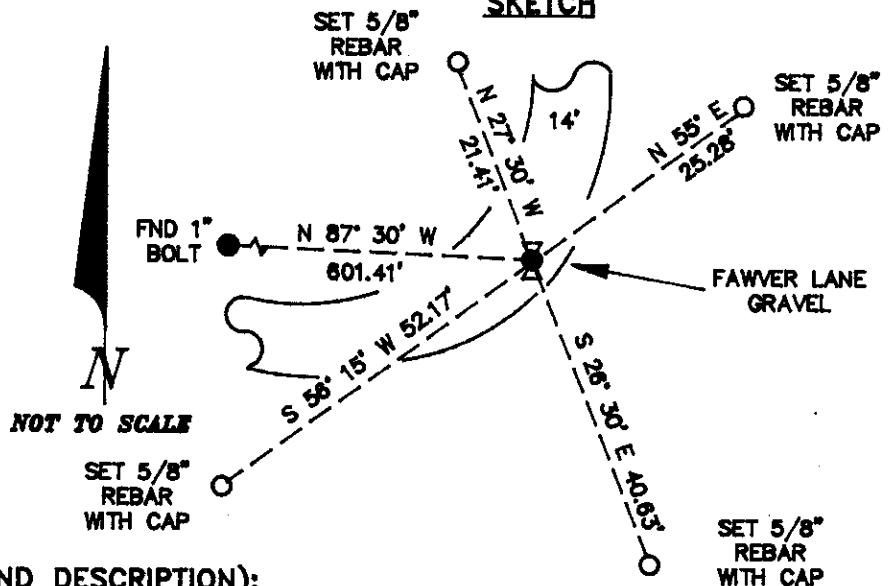 SKETCH
SET 5/8"
REBAR
WITH CAP
SET 5/8"
REBAR
WITH CAP
14'
N 27° 30' W
21.41'
N 55° E
25.28'
FND 1"
BOLT
N 87° 30' W
601.41'
FAWVER LANE
GRAVEL
S 56° 15' W 52.17'
S 26° 30' E 40.63'
N
NOT TO SCALE
SET 5/8"
REBAR
WITH CAP
SET 5/8"
REBAR
WITH CAP
ND DESCRIPTION):